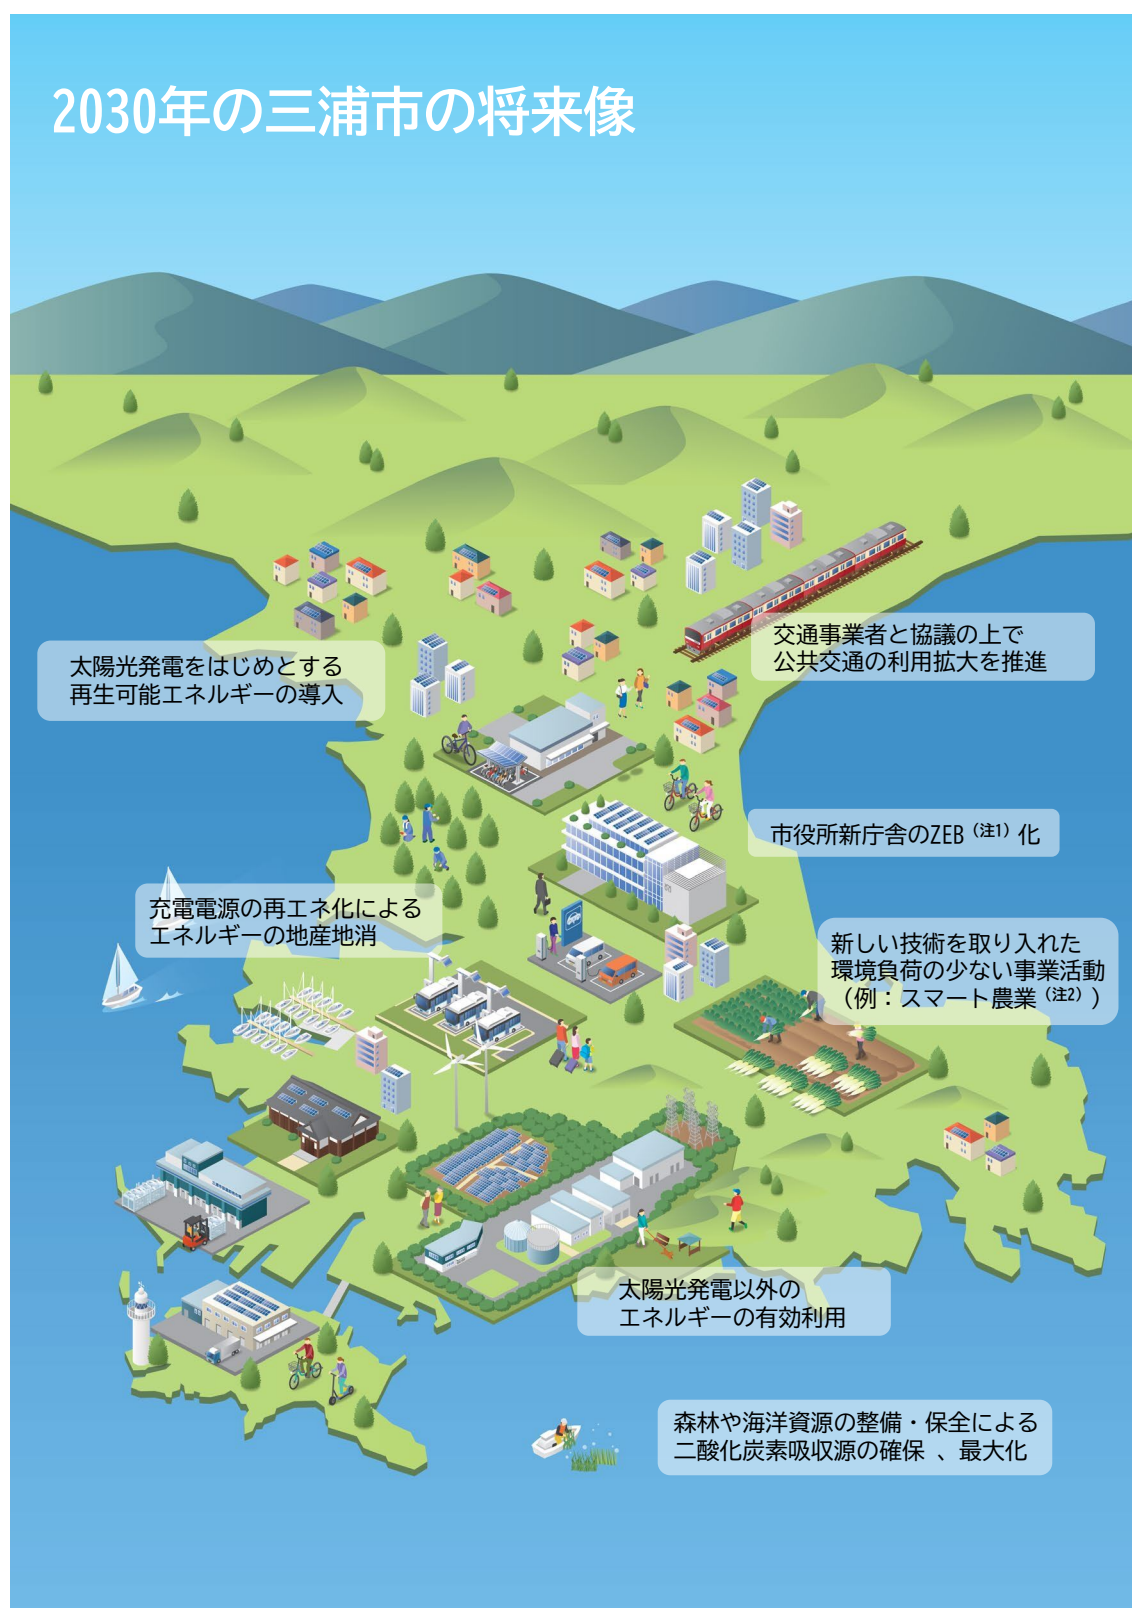 2030年の三浦市の将来像
交通事業者と協議の上で
公共交通の利用拡大を推進
太陽光発電をはじめとする
再生可能エネルギーの導入
市役所新庁舎のZEB(注1)化
充電電源の再エネ化による
エネルギーの地産地消
新しい技術を取り入れた
環境負荷の少ない事業活動
(例:スマート農業(注2))
太陽光発電以外の
エネルギーの有効利用
森林や海洋資源の整備・保全による
二酸化炭素吸収源の確保、最大化